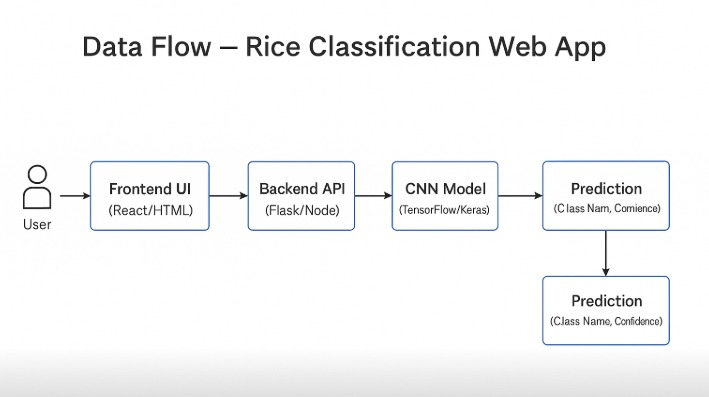 Data Flow – Rice Classification Web App
User
Frontend UI
(React/HTML)
Backend API
(Flask/Node)
CNN Model
(TensorFlow/Keras)
Prediction
(C lass Nam, Comience)
Prediction
(C.lass Name, Confidence)